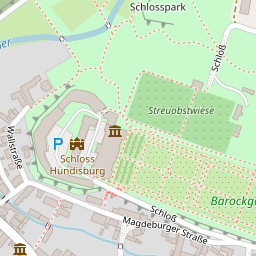 Schlosspark
Schloß
Streuobstwiese
Wallstraße
P
Schloss
Hundisburg
Barockg
Schloß
Magdeburger Straße